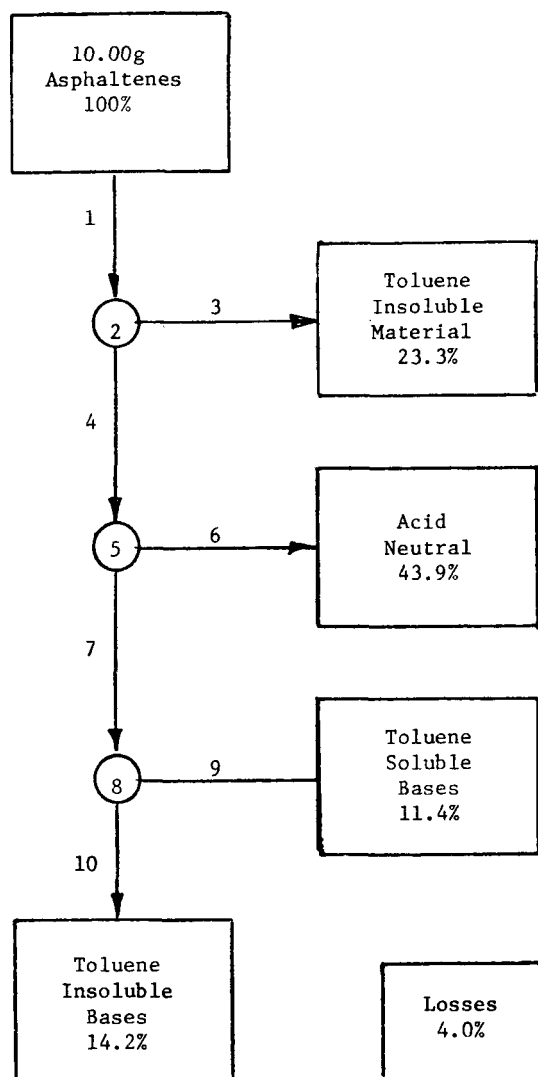 10.00g
Asphaltenes
100%
1
2
3
Toluene
Insoluble
Material
23.3%
4
5
6
Acid
Neutral
43.9%
7
8
9
Toluene
Soluble
Bases
11.4%
10
Toluene
Insoluble
Bases
14.2%
Losses
4.0%